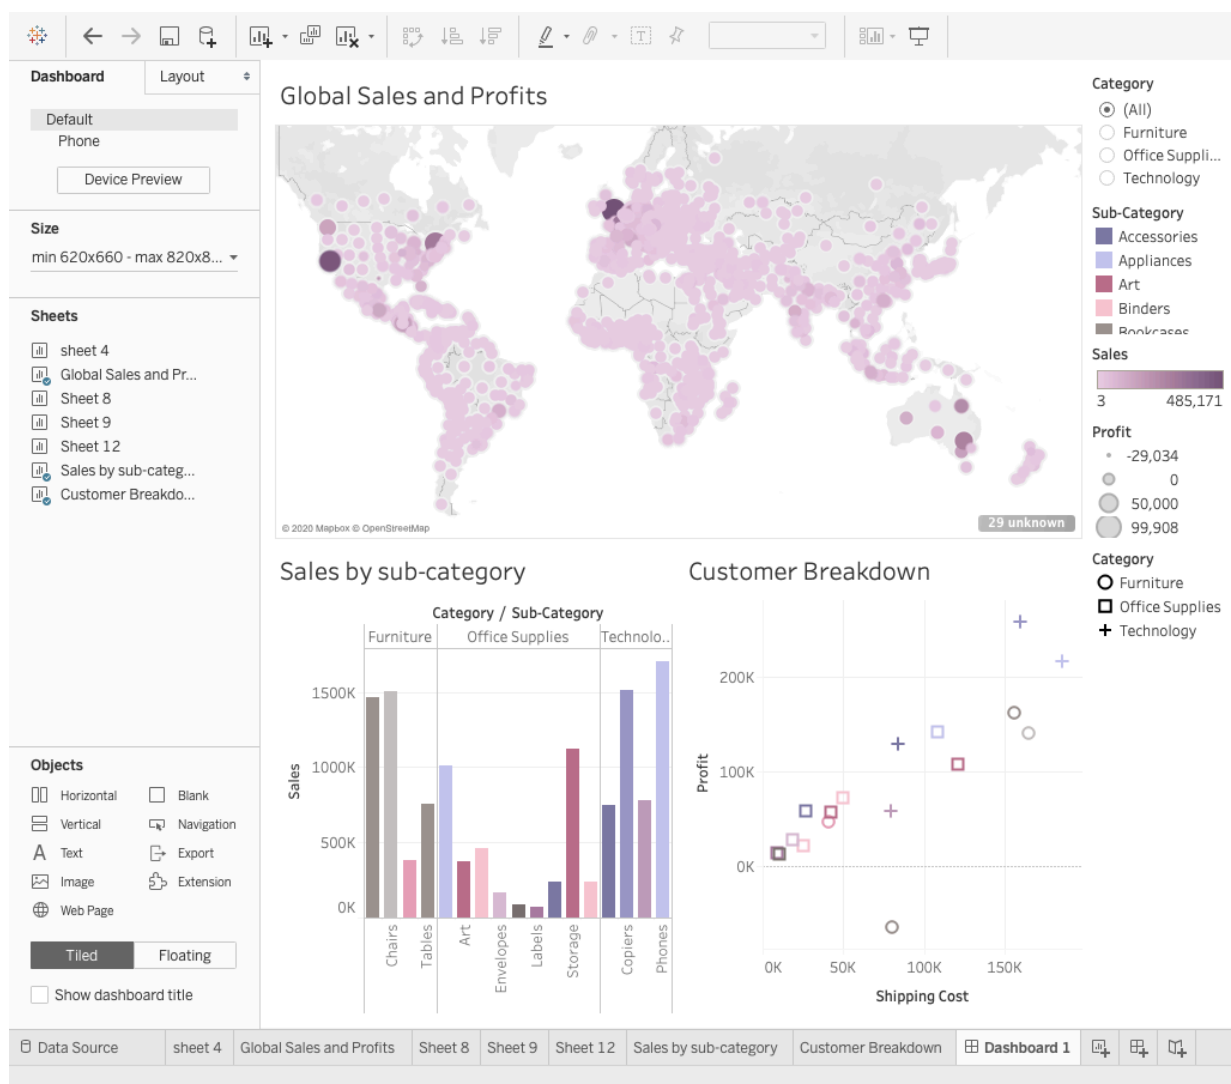 Dashboard
Layout
Default
Phone
Device Preview
Size
min 620x660 - max 820x8...
Sheets
sheet 4
Global Sales and Pr...
Sheet 8
Sheet 9
Sheet 12
Sales by sub-categ...
Customer Breakdo...
Objects
Horizontal
Blank
Vertical
Navigation
A Text
Export
Image
Extension
Web Page
Tiled
Floating
Show dashboard title
Global Sales and Profits
© 2020 Mapbox © OpenStreetMap
29 unknown
Sales by sub-category
Category / Sub-Category
Furniture
Office Supplies
Technolo..
Sales
1500K
1000K
500K
0K
Chairs
Tables
Art
Envelopes
Labels
Storage
Copiers
Phones
Customer Breakdown
Profit
200K
100K
0K
0K
50K
100K
150K
Shipping Cost
Category
(All)
Furniture
Office Suppli...
Technology
Sub-Category
Accessories
Appliances
Art
Binders
Bookcases
Sales
3
485,171
Profit
-29,034
0
50,000
99,908
Category
Furniture
Office Supplies
Technology
Data Source
sheet 4
Global Sales and Profits
Sheet 8
Sheet 9
Sheet 12
Sales by sub-category
Customer Breakdown
Dashboard 1